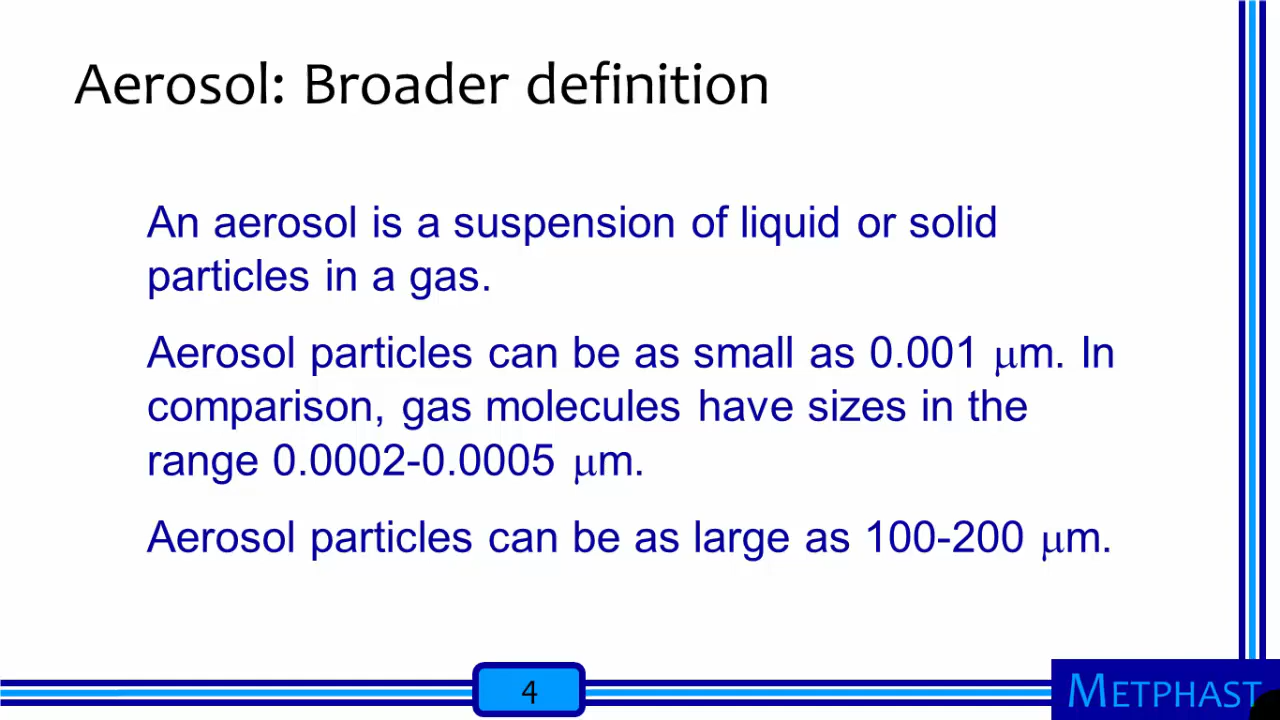 Aerosol: Broader definition
An aerosol is a suspension of liquid or solid
particles in a gas.
Aerosol particles can be as small as 0.001 μm. In
comparison, gas molecules have sizes in the
range 0.0002-0.0005 μm.
Aerosol particles can be as large as 100-200 μm.
4
METPHAST